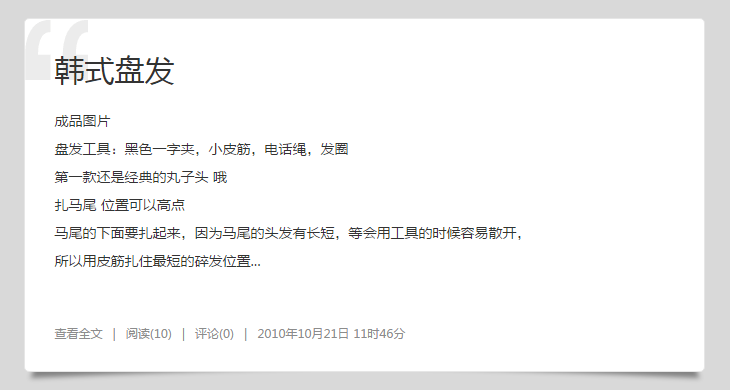 韩式盘发
成品图片
盘发工具：黑色一字夹，小皮筋，电话绳，发圈
第一款还是经典的丸子头 哦
扎马尾 位置可以高点
马尾的下面要扎起来，因为马尾的头发有长短，等会用工具的时候容易散开，
所以用皮筋扎住最短的碎发位置...
查看全文 | 阅读(10) | 评论(0) | 2010年10月21日 11时46分